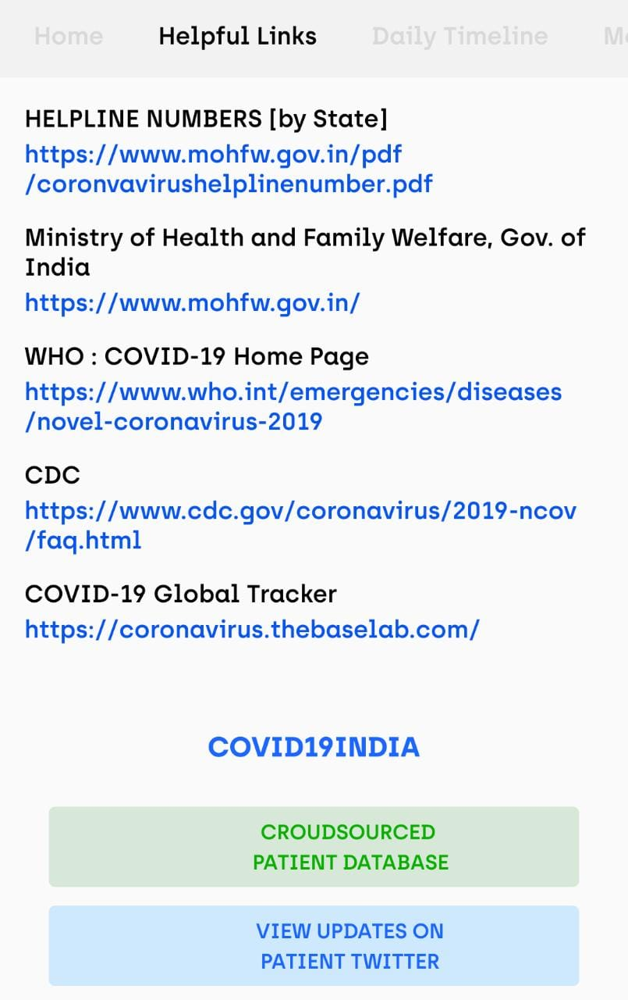 Home Helpful Links Daily Timeline
HELPLINE NUMBERS [by State]
https://www.mohfw.gov.in/pdf
/coronvavirushelplinenumber.pdf
Ministry of Health and Family Welfare, Gov. of
India
https://www.mohfw.gov.in/
WHO : COVID-19 Home Page
https://www.who.int/emergencies/diseases
/novel-coronavirus-2019
CDC
https://www.cdc.gov/coronavirus/2019-ncov
/faq.html
COVID-19 Global Tracker
https://coronavirus.thebaselab.com/
COVID19INDIA
CROUDSOURCED
PATIENT DATABASE
VIEW UPDATES ON
PATIENT TWITTER